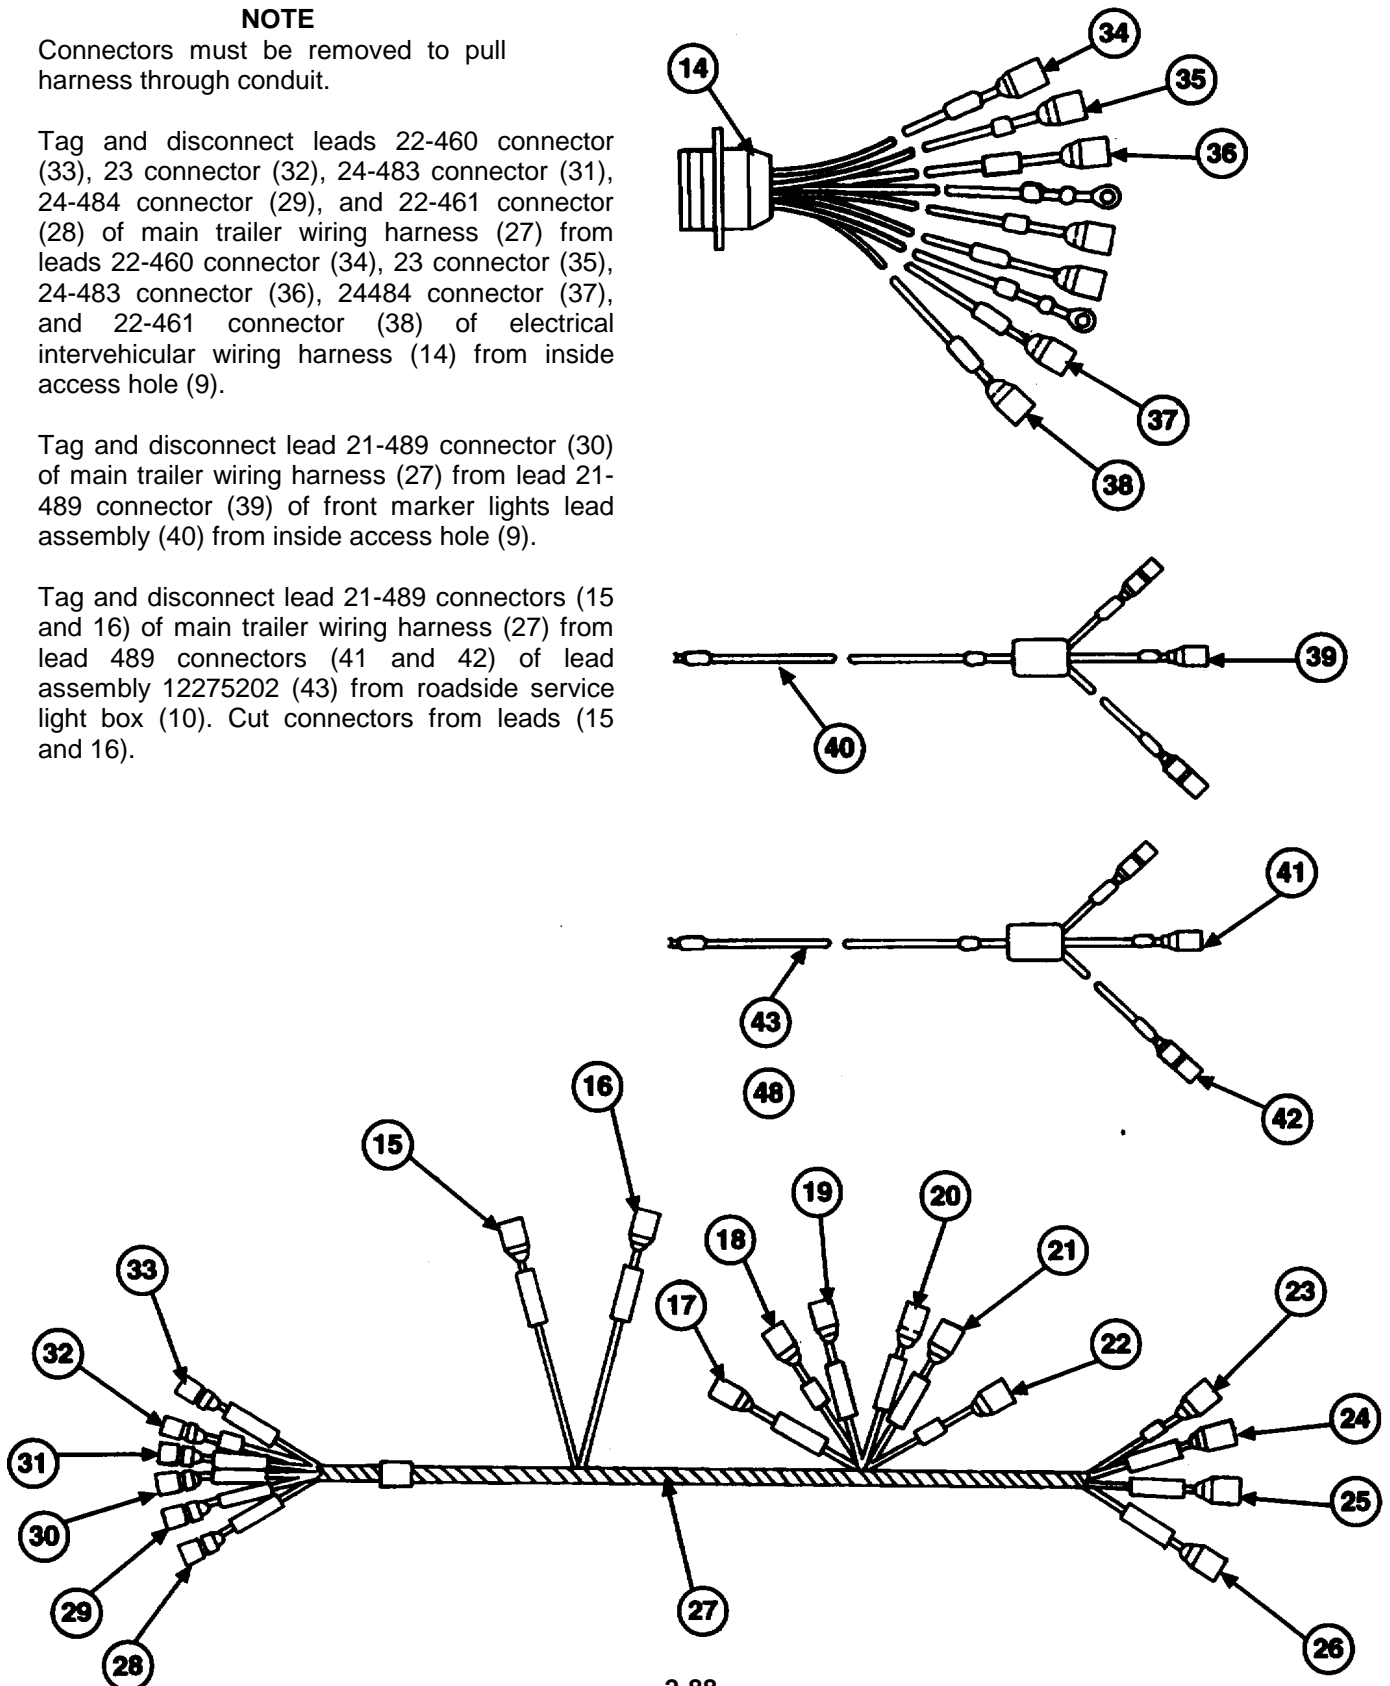 NOTE
Connectors must be removed to pull
harness through conduit.
Tag and disconnect leads 22-460 connector
(33), 23 connector (32), 24-483 connector (31),
24-484 connector (29), and 22-461 connector
(28) of main trailer wiring harness (27) from
leads 22-460 connector (34), 23 connector (35),
24-483 connector (36), 24484 connector (37),
and 22-461 connector (38) of electrical
intervehicular wiring harness (14) from inside
access hole (9).
Tag and disconnect lead 21-489 connector (30)
of main trailer wiring harness (27) from lead 21-
489 connector (39) of front marker lights lead
assembly (40) from inside access hole (9).
Tag and disconnect lead 21-489 connectors (15
and 16) of main trailer wiring harness (27) from
lead 489 connectors (41 and 42) of lead
assembly 12275202 (43) from roadside service
light box (10). Cut connectors from leads (15
and 16).
34
14
35
36
37
38
39
40
41
43
48
42
16
15
19
20
18
21
33
17
23
22
32
24
31
25
30
29
27
26
28
2-88